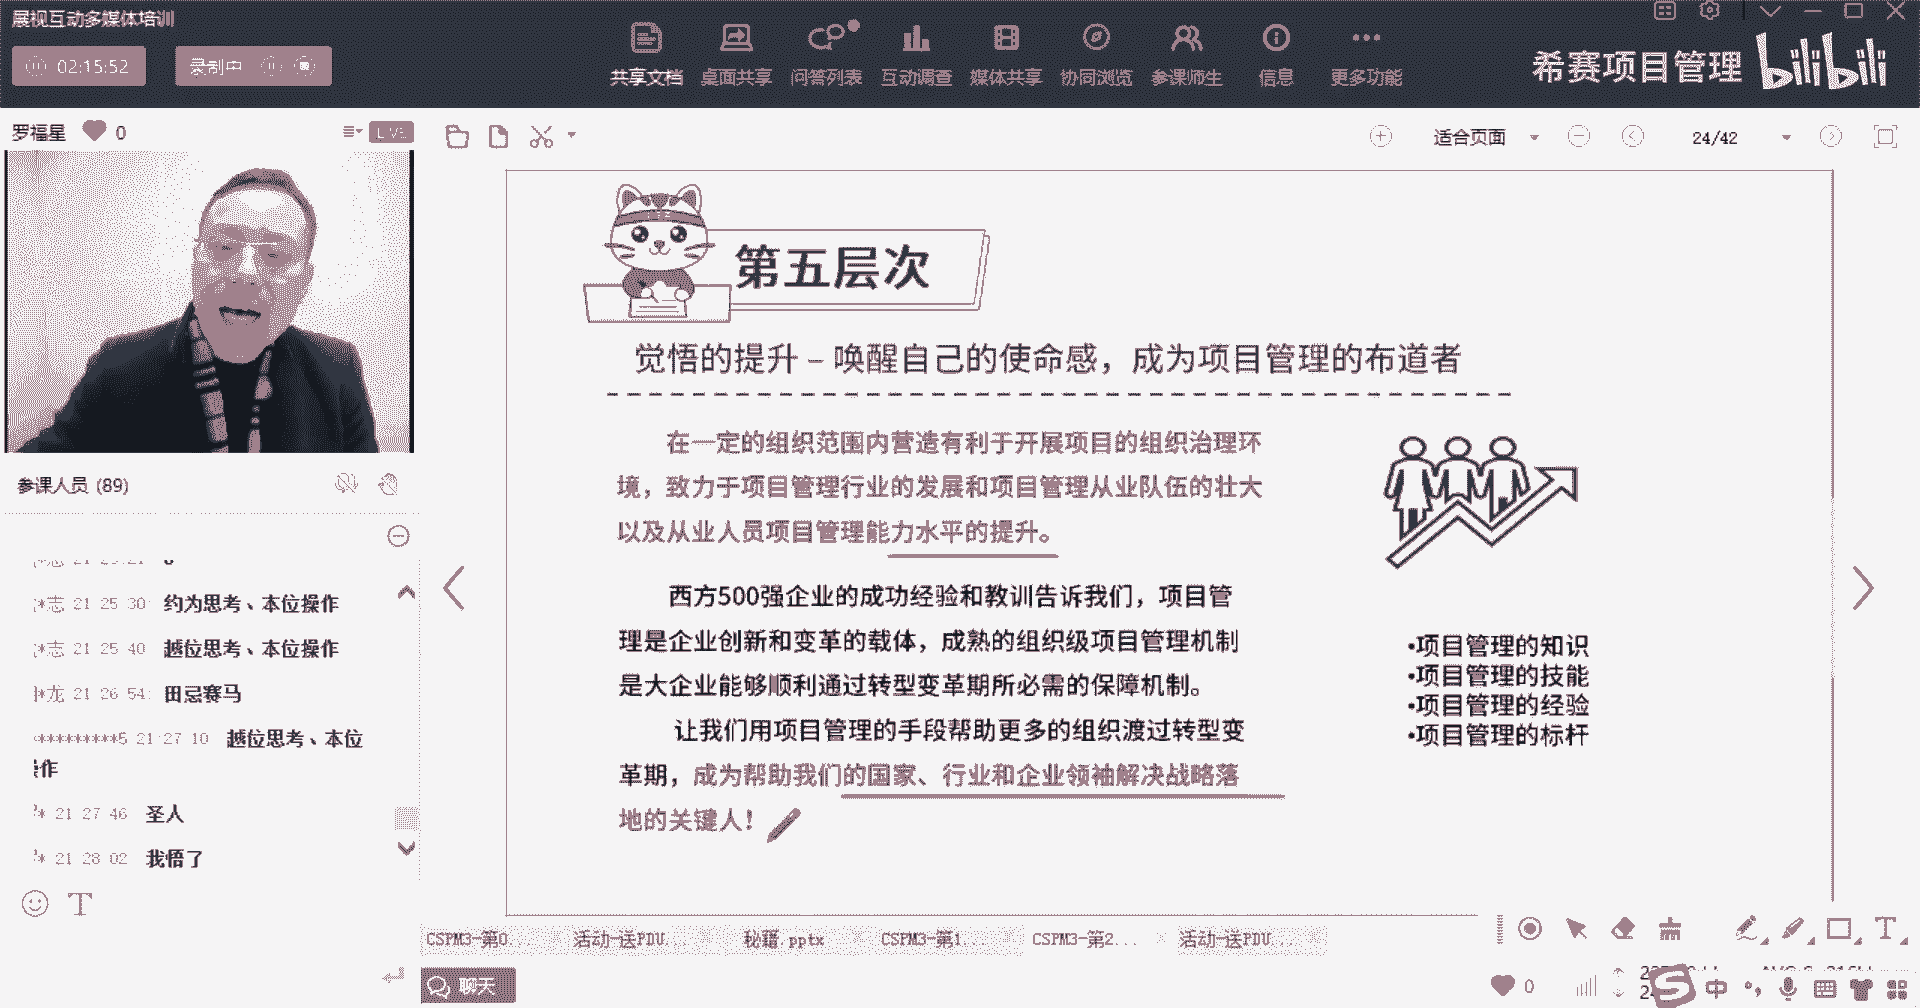 展视互动多媒体培训
02:15:52
录制中
共享文档 桌面共享 问答列表 互动调查 媒体共享 协同浏览 参课师生 信息 更多功能
希赛项目管理 bilibili
罗福星 0
LIVE
适合页面
24/42
第五层次
觉悟的提升 – 唤醒自己的使命感，成为项目管理的布道者
在一定的组织范围内营造有利于开展项目的组织治理环
境，致力于项目管理行业的发展和项目管理从业队伍的壮大
以及从业人员项目管理能力水平的提升。
西方500强企业的成功经验和教训告诉我们，项目管
理是企业创新和变革的载体，成熟的组织级项目管理机制
是大企业能够顺利通过转型变革期所必需的保障机制。
让我们用项目管理的手段帮助更多的组织渡过转型变
革期，成为帮助我们的国家、行业和企业领袖解决战略落
地的关键人！
•项目管理的知识
•项目管理的技能
•项目管理的经验
•项目管理的标杆
参课人员 (89)
*志 21 25 30: 约为思考、本位操作
*志 21 25 40 越位思考、本位操作
*龙 21 26 54: 田忌赛马
*********5 21 27 10 越位思考、本位
操作
* 21 27 46 圣人
* 21 28 02 我悟了
CSPM3-第0... 活动-送PDU... 秘籍.pptx CSPM3-第1... CSPM3-第2... 活动-送PDU...
聊天
0
中